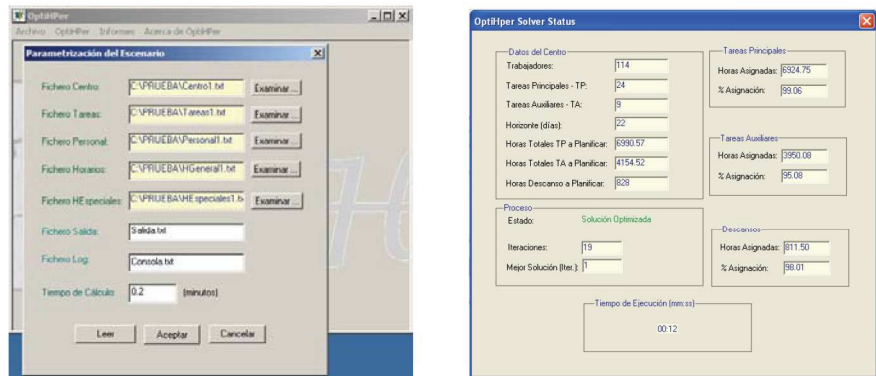 OptiHPer
Archivo OptiHPer Informes Acerca de OptiHPer
Parametrización del Escenario
Fichero Centro: C:\PRUEBA\Centro1.txt Examinar ...
Fichero Tareas: C:\PRUEBA\Tareas1.txt Examinar ...
Fichero Personal: C:\PRUEBA\Personal1.txt Examinar ...
Fichero Horarios: C:\PRUEBA\HGeneral1.txt Examinar ...
Fichero HEspeciales: C:\PRUEBA\HEspeciales1.tx Examinar ...
Fichero Salida: Salida.txt
Fichero Log: Consola.txt
Tiempo de Cálculo: 0.2 (minutos)
Leer Aceptar Cancelar
OptiHper Solver Status
Datos del Centro
Trabajadores: 114
Tareas Principales - TP: 24
Tareas Auxiliares - TA: 9
Horizonte (días): 22
Horas Totales TP a Planificar: 6990.57
Horas Totales TA a Planificar: 4154.52
Horas Descanso a Planificar: 828
Tareas Principales
Horas Asignadas: 6924.75
% Asignación: 99.06
Tareas Auxiliares
Horas Asignadas: 3950.08
% Asignación: 95.08
Proceso
Estado: Solución Optimizada
Iteraciones: 19
Mejor Solución (Iter.): 1
Descansos
Horas Asignadas: 811.50
% Asignación: 98.01
Tiempo de Ejecución (mm:ss)
00:12